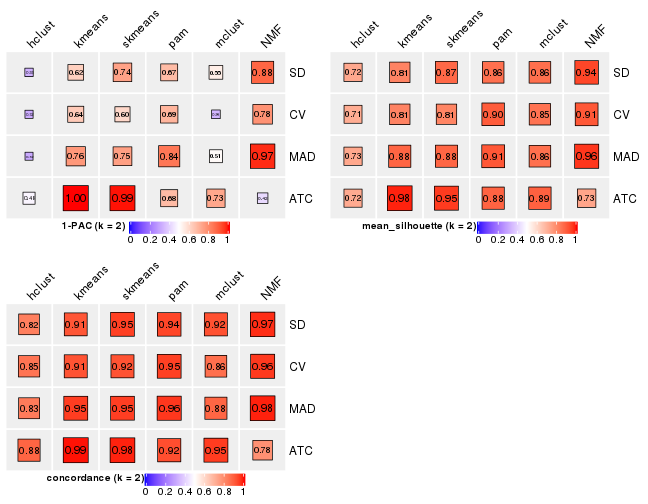 hclust kmeans skmeans pam mclust NMF
0.62 0.74 0.67 0.55 0.88 SD
0.64 0.60 0.69 0.78 CV
0.76 0.75 0.84 0.51 0.97 MAD
1.00 0.99 0.68 0.73 ATC
1-PAC (k = 2)
0 0.2 0.4 0.6 0.8 1
hclust kmeans skmeans pam mclust NMF
0.72 0.81 0.87 0.86 0.86 0.94 SD
0.71 0.81 0.81 0.90 0.85 0.91 CV
0.73 0.88 0.88 0.91 0.86 0.96 MAD
0.72 0.98 0.95 0.88 0.89 0.73 ATC
mean_silhouette (k = 2)
0 0.2 0.4 0.6 0.8 1
hclust kmeans skmeans pam mclust NMF
0.82 0.91 0.95 0.94 0.92 0.97 SD
0.85 0.91 0.92 0.95 0.86 0.96 CV
0.83 0.95 0.95 0.96 0.88 0.98 MAD
0.88 0.99 0.98 0.92 0.95 0.78 ATC
concordance (k = 2)
0 0.2 0.4 0.6 0.8 1